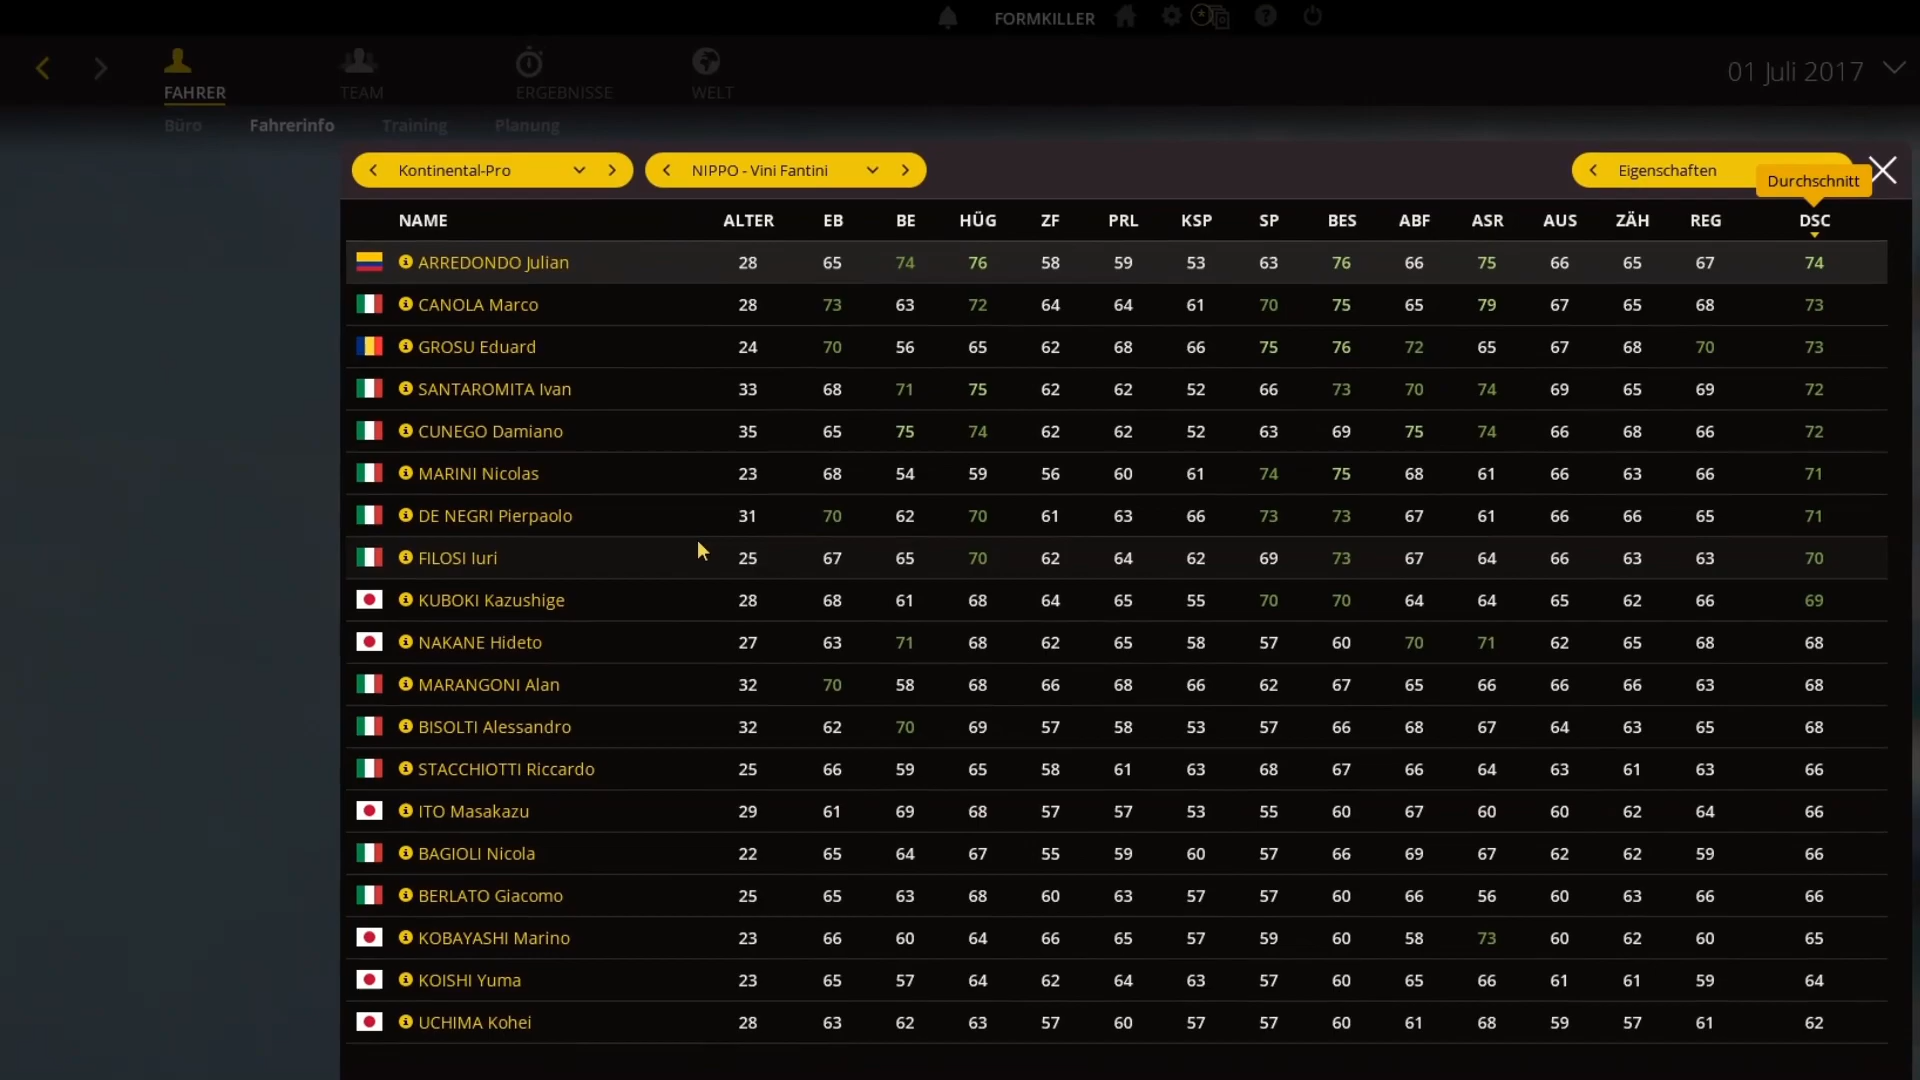 FORMKILLER
FAHRER TEAM ERGEBNISSE WELT
01 Juli 2017
Büro Fahrerinfo Training Planung
Kontinental-Pro NIPPO - Vini Fantini Eigenschaften
Durchschnitt
NAME ALTER EB BE HÜG ZF PRL KSP SP BES ABF ASR AUS ZÄH REG DSC
ARREDONDO Julian 28 65 74 76 58 59 53 63 76 66 75 66 65 67 74
CANOLA Marco 28 73 63 72 64 64 61 70 75 65 79 67 65 68 73
GROSU Eduard 24 70 56 65 62 68 66 75 76 72 65 67 68 70 73
SANTAROMITA Ivan 33 68 71 75 62 62 52 66 73 70 74 69 65 69 72
CUNEGO Damiano 35 65 75 74 62 62 52 63 69 75 74 66 68 66 72
MARINI Nicolas 23 68 54 59 56 60 61 74 75 68 61 66 63 66 71
DE NEGRI Pierpaolo 31 70 62 70 61 63 66 73 73 67 61 66 66 65 71
FILOSI Iuri 25 67 65 70 62 64 62 69 73 67 64 66 63 63 70
KUBOKI Kazushige 28 68 61 68 64 65 55 70 70 64 64 65 62 66 69
NAKANE Hideto 27 63 71 68 62 65 58 57 60 70 71 62 65 68 68
MARANGONI Alan 32 70 58 68 66 68 66 62 67 65 66 66 66 63 68
BISOLTI Alessandro 32 62 70 69 57 58 53 57 66 68 67 64 63 65 68
STACCHIOTTI Riccardo 25 66 59 65 58 61 63 68 67 66 64 63 61 63 66
ITO Masakazu 29 61 69 68 57 57 53 55 60 67 60 60 62 64 66
BAGIOLI Nicola 22 65 64 67 55 59 60 57 66 69 67 62 62 59 66
BERLATO Giacomo 25 65 63 68 60 63 57 57 60 66 56 60 63 66 66
KOBAYASHI Marino 23 66 60 64 66 65 57 59 60 58 73 60 62 60 65
KOISHI Yuma 23 65 57 64 62 64 63 57 60 65 66 61 61 59 64
UCHIMA Kohei 28 63 62 63 57 60 57 57 60 61 68 59 57 61 62